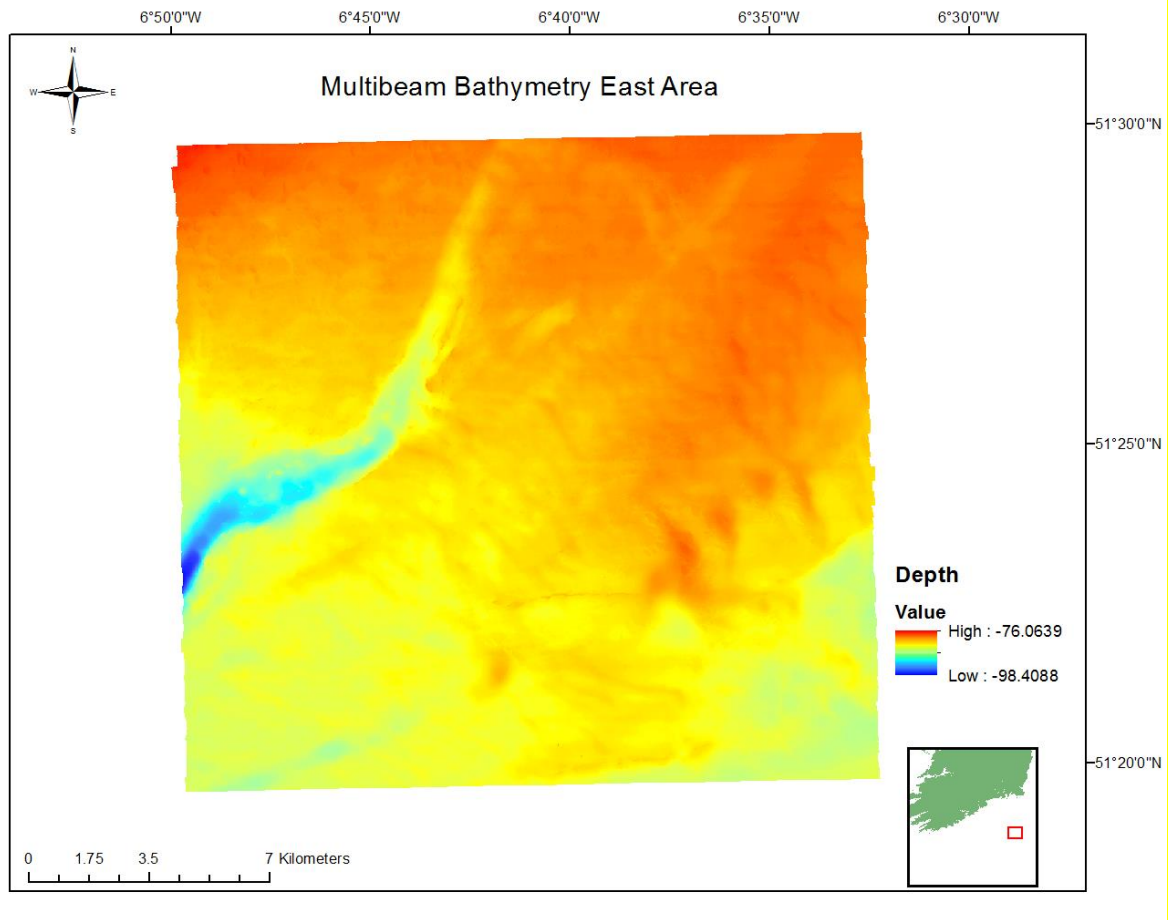 6°50'0"W 6°45'0"W 6°40'0"W 6°35'0"W 6°30'0"W
N
W E
S
Multibeam Bathymetry East Area
51°30'0"N
51°25'0"N
Depth
Value
High : -76.0639
Low : -98.4088
51°20'0"N
0 1.75 3.5 7 Kilometers